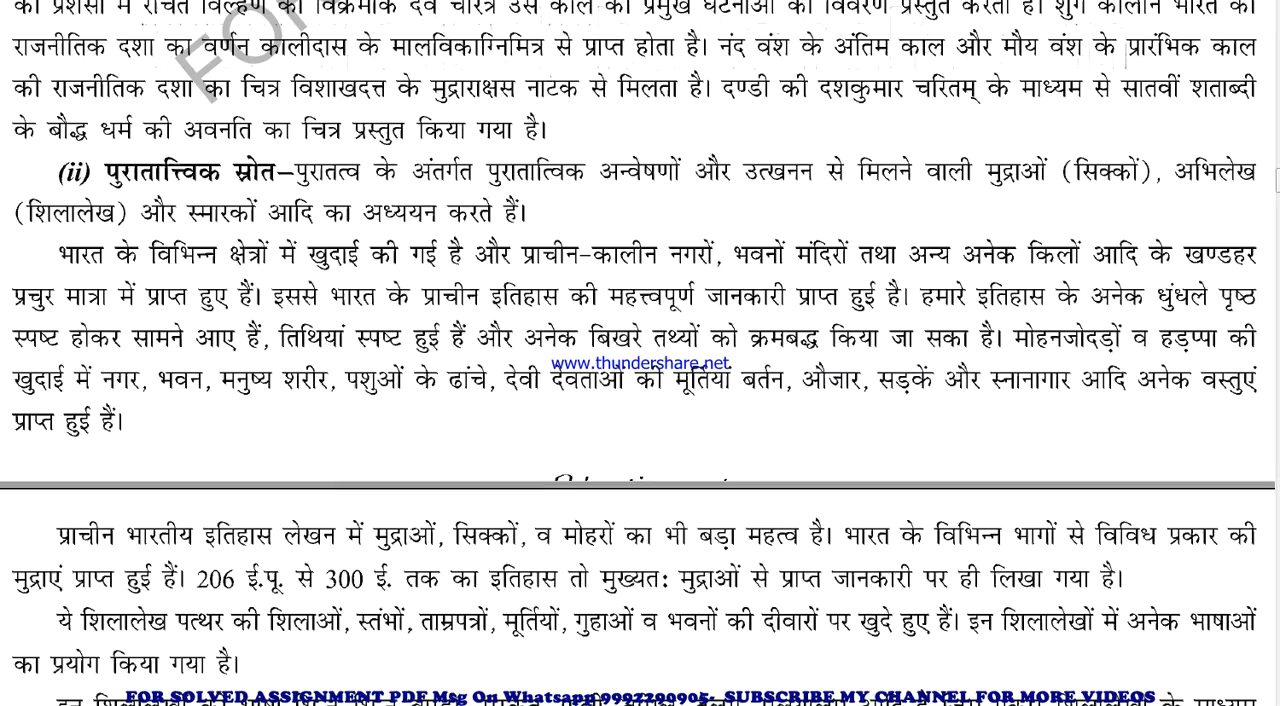 की प्रशंसा में रचित विल्हण का विक्रमांक देव चरित्र उस काल की प्रमुख घटनाओं का विवरण प्रस्तुत करता है। शुंग कालीन भारत की
राजनीतिक दशा का वर्णन कालीदास के मालविकाग्निमित्र से प्राप्त होता है। नंद वंश के अंतिम काल और मौय वंश के प्रारंभिक काल
की राजनीतिक दशा का चित्र विशाखदत्त के मुद्राराक्षस नाटक से मिलता है। दण्डी की दशकुमार चरितम् के माध्यम से सातवीं शताब्दी
के बौद्ध धर्म की अवनति का चित्र प्रस्तुत किया गया है।
(ii) पुरातात्त्विक स्रोत–पुरातत्व के अंतर्गत पुरातात्विक अन्वेषणों और उत्खनन से मिलने वाली मुद्राओं (सिक्कों), अभिलेख
(शिलालेख) और स्मारकों आदि का अध्ययन करते हैं।
भारत के विभिन्न क्षेत्रों में खुदाई की गई है और प्राचीन-कालीन नगरों, भवनों मंदिरों तथा अन्य अनेक किलों आदि के खण्डहर
प्रचुर मात्रा में प्राप्त हुए हैं। इससे भारत के प्राचीन इतिहास की महत्त्वपूर्ण जानकारी प्राप्त हुई है। हमारे इतिहास के अनेक धुंधले पृष्ठ
स्पष्ट होकर सामने आए हैं, तिथियां स्पष्ट हुई हैं और अनेक बिखरे तथ्यों को क्रमबद्ध किया जा सका है। मोहनजोदड़ों व हड़प्पा की
www.thundershare.net
खुदाई में नगर, भवन, मनुष्य शरीर, पशुओं के ढांचे, देवी देवताओं की मूर्तियां बर्तन, औजार, सड़कें और स्नानागार आदि अनेक वस्तुएं
प्राप्त हुई हैं।
प्राचीन भारतीय इतिहास लेखन में मुद्राओं, सिक्कों, व मोहरों का भी बड़ा महत्व है। भारत के विभिन्न भागों से विविध प्रकार की
मुद्राएं प्राप्त हुई हैं। 206 ई.पू. से 300 ई. तक का इतिहास तो मुख्यत: मुद्राओं से प्राप्त जानकारी पर ही लिखा गया है।
ये शिलालेख पत्थर की शिलाओं, स्तंभों, ताम्रपत्रों, मूर्तियों, गुहाओं व भवनों की दीवारों पर खुदे हुए हैं। इन शिलालेखों में अनेक भाषाओं
का प्रयोग किया गया है।
FOR SOLVED ASSIGNMENT PDF Msg On Whatsapp 9992290905- SUBSCRIBE MY CHANNEL FOR MORE VIDEOS